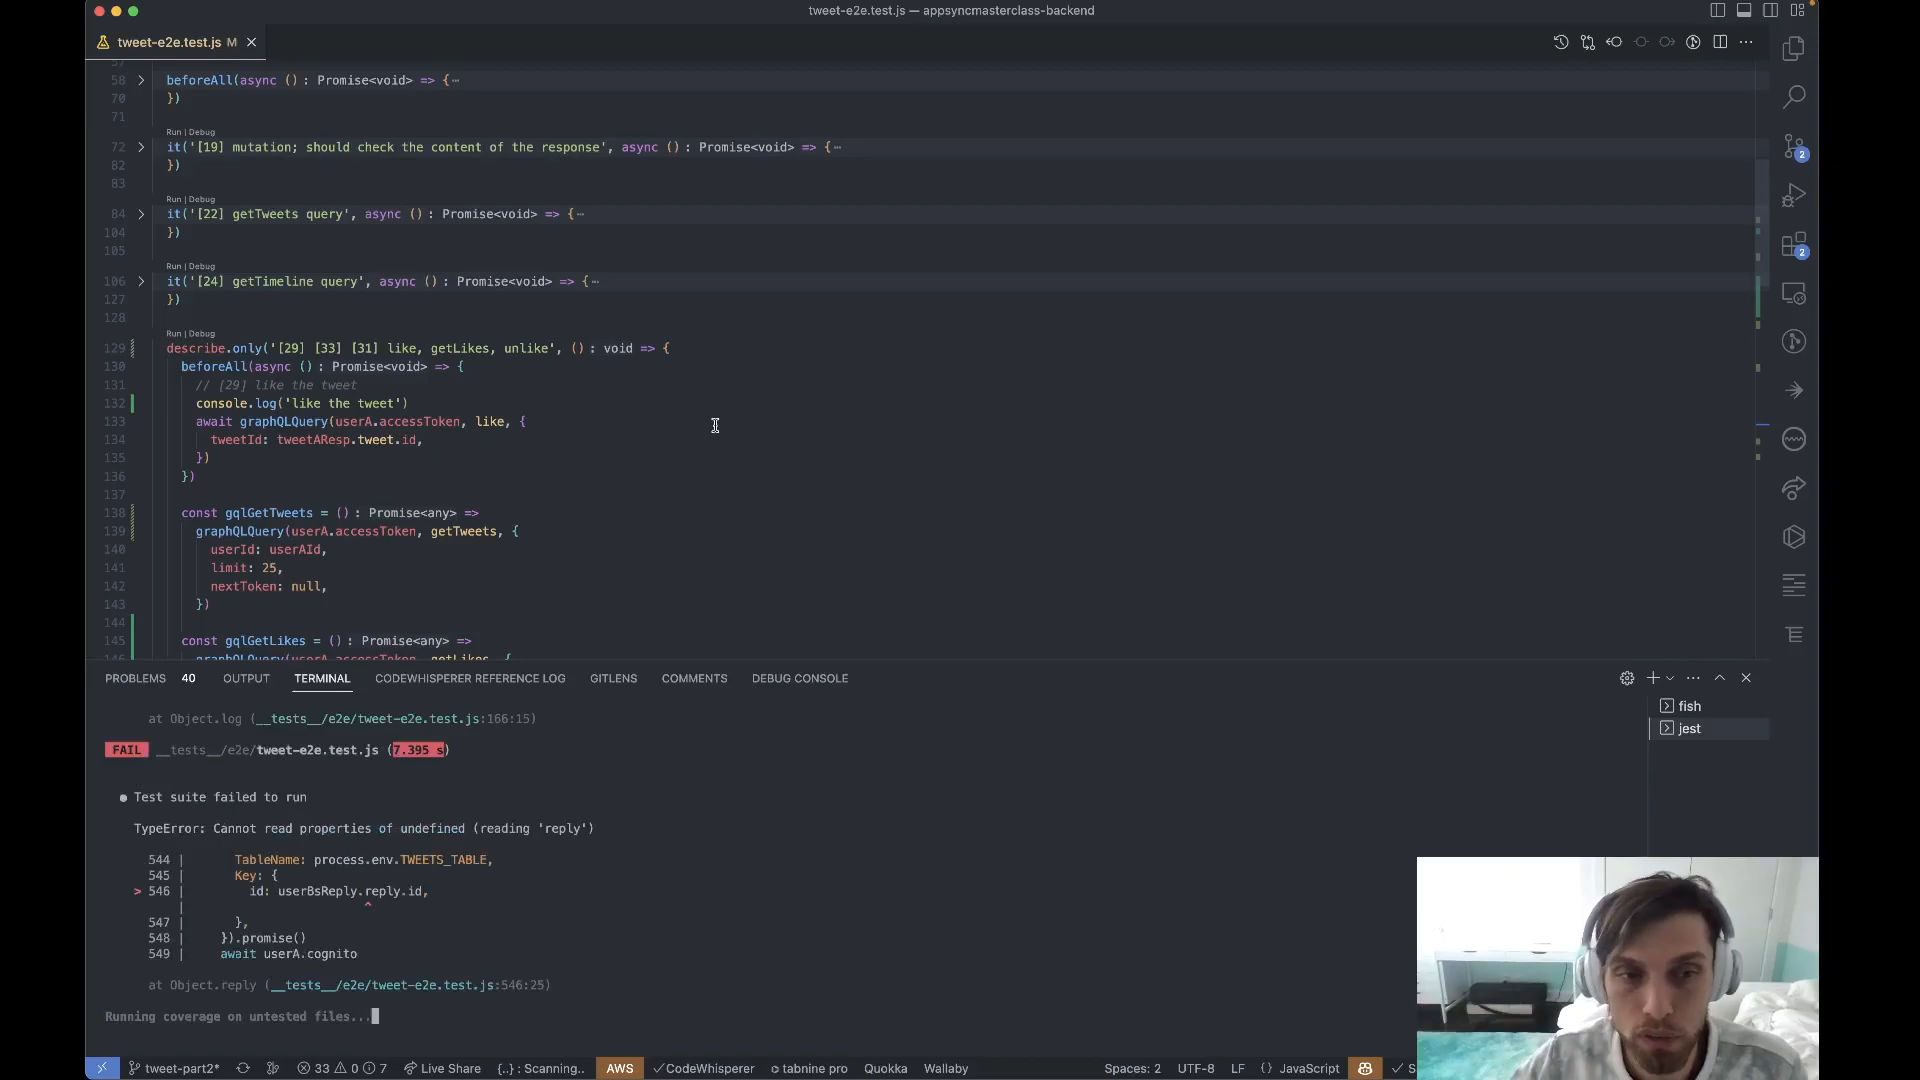 tweet-e2e.test.js — appsyncmasterclass-backend
tweet-e2e.test.js M
57
58 beforeAll(async (): Promise<void> => {⋯
70 })
71
Run | Debug
72 it('[19] mutation; should check the content of the response', async (): Promise<void> => {⋯
82 })
83
Run | Debug
84 it('[22] getTweets query', async (): Promise<void> => {⋯
104 })
105
Run | Debug
106 it('[24] getTimeline query', async (): Promise<void> => {⋯
127 })
128
Run | Debug
129 describe.only('[29] [33] [31] like, getLikes, unlike', (): void => {
130 beforeAll(async (): Promise<void> => {
131 // [29] like the tweet
132 console.log('like the tweet')
133 await graphQLQuery(userA.accessToken, like, {
134 tweetId: tweetAResp.tweet.id,
135 })
136 })
137
138 const gqlGetTweets = (): Promise<any> =>
139 graphQLQuery(userA.accessToken, getTweets, {
140 userId: userAId,
141 limit: 25,
142 nextToken: null,
143 })
144
145 const gqlGetLikes = (): Promise<any> =>
146 graphQLQuery(userA.accessToken, getLikes, {
2
2
PROBLEMS 40 OUTPUT TERMINAL CODEWHISPERER REFERENCE LOG GITLENS COMMENTS DEBUG CONSOLE
fish
jest
at Object.log (__tests__/e2e/tweet-e2e.test.js:166:15)
FAIL __tests__/e2e/tweet-e2e.test.js (7.395 s)
● Test suite failed to run
TypeError: Cannot read properties of undefined (reading 'reply')
544 | TableName: process.env.TWEETS_TABLE,
545 | Key: {
> 546 | id: userBsReply.reply.id,
| ^
547 | },
548 | }).promise()
549 | await userA.cognito
at Object.reply (__tests__/e2e/tweet-e2e.test.js:546:25)
Running coverage on untested files...
tweet-part2* 33 0 7 Live Share {..}: Scanning.. AWS ✓CodeWhisperer tabnine pro Quokka Wallaby Spaces: 2 UTF-8 LF {} JavaScript ✓ S